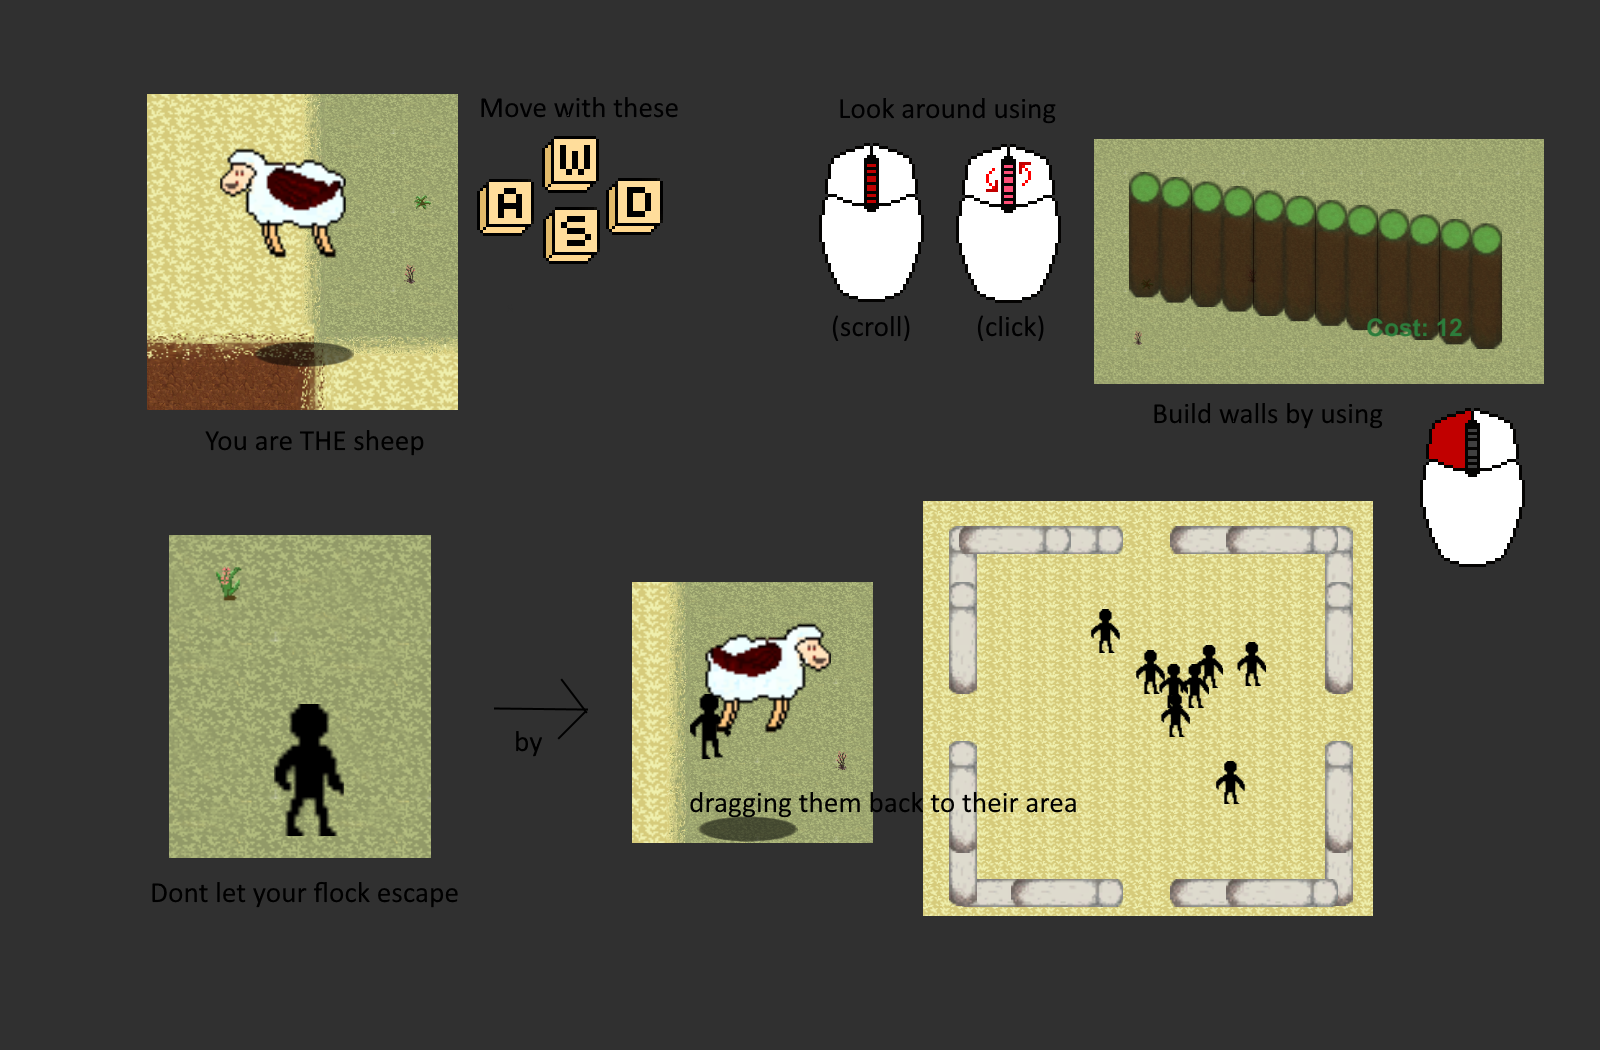 Move with these
W
A
S
D
Look around using
(scroll)
(click)
Cost: 12
You are THE sheep
Build walls by using
by
dragging them back to their area
Dont let your flock escape